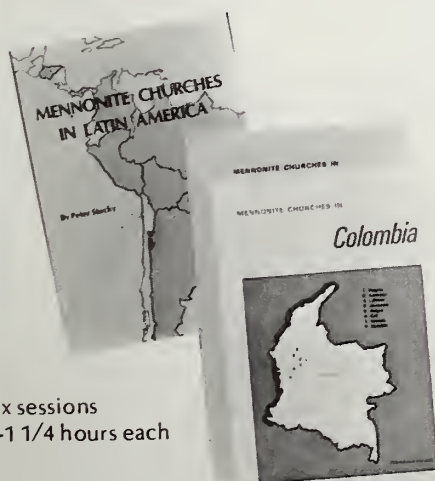 MENNONITE CHURCHES
IN LATIN AMERICA
By Peter Stucky
MENNONITE CHURCHES IN
MENNONITE CHURCHES IN
Colombia
x sessions
-1 1/4 hours each